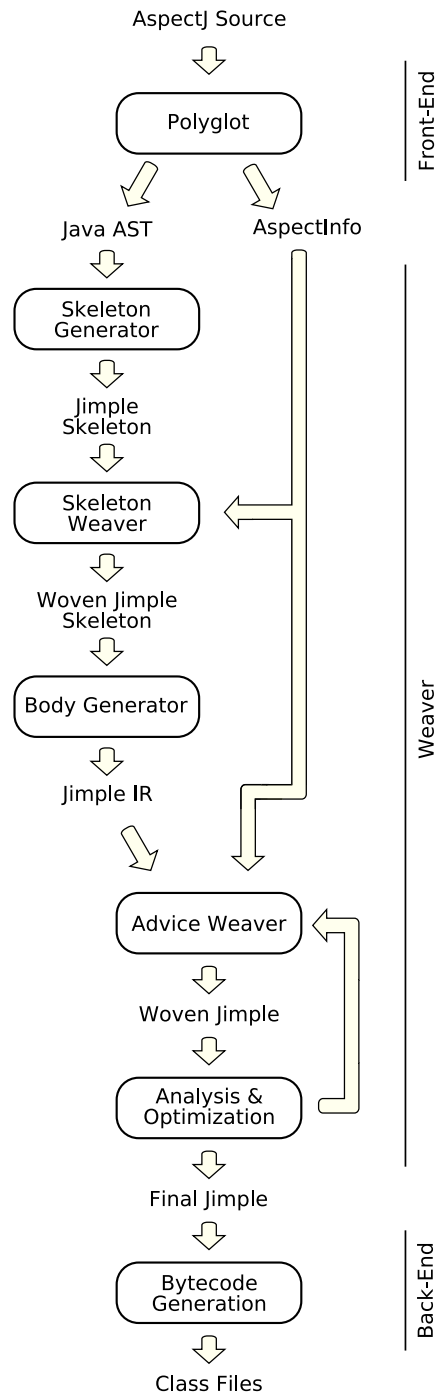 AspectJ Source
Polyglot
Front-End
Java AST
AspectInfo
Skeleton
Generator
Jimple
Skeleton
Skeleton
Weaver
Woven Jimple
Skeleton
Body Generator
Weaver
Jimple IR
Advice Weaver
Woven Jimple
Analysis &
Optimization
Final Jimple
Bytecode
Generation
Back-End
Class Files